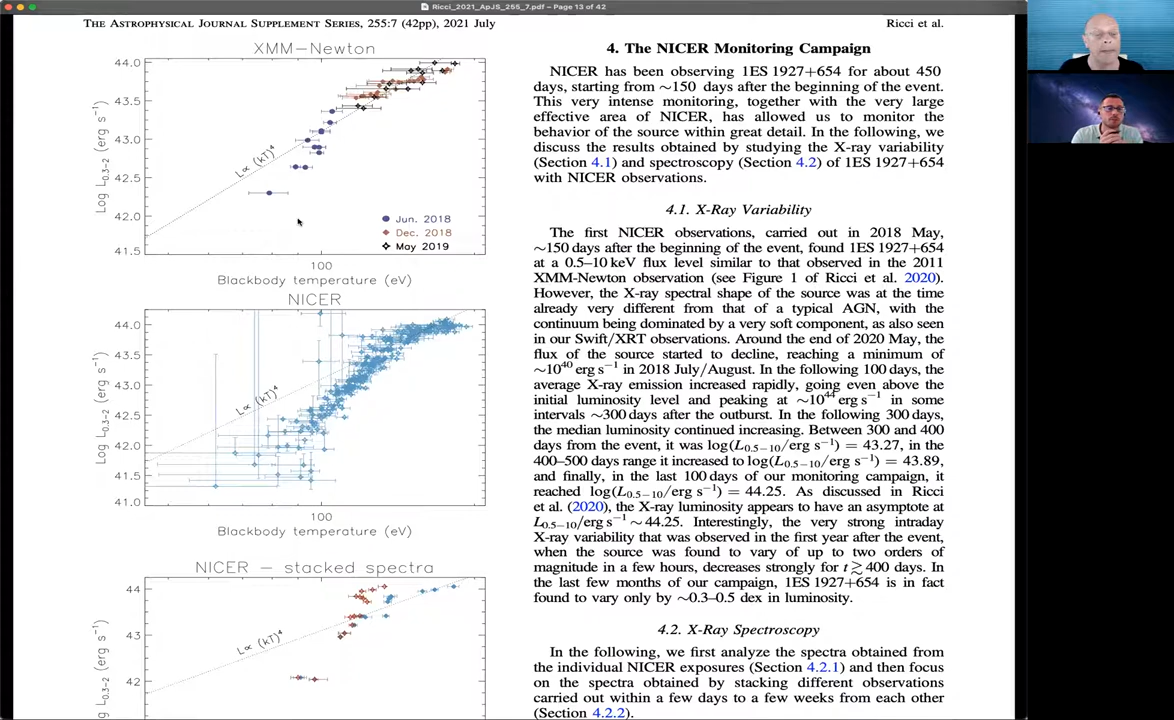 Ricci_2021_ApJS_255_7.pdf – Page 13 of 42
THE ASTROPHYSICAL JOURNAL SUPPLEMENT SERIES, 255:7 (42pp), 2021 July
Ricci et al.
XMM–Newton
44.0
43.5
43.0
42.5
42.0
41.5
Log L0.3−2 (erg s−1)
L∝ (kT)4
Jun. 2018
Dec. 2018
May 2019
100
Blackbody temperature (eV)
NICER
44.0
43.5
43.0
42.5
42.0
41.5
41.0
Log L0.3−2 (erg s−1)
L∝ (kT)4
100
Blackbody temperature (eV)
NICER – stacked spectra
44
43
42
g L0.3−2 (erg s−1)
L∝ (kT)4
4. The NICER Monitoring Campaign
NICER has been observing 1ES 1927+654 for about 450
days, starting from ∼150 days after the beginning of the event.
This very intense monitoring, together with the very large
effective area of NICER, has allowed us to monitor the
behavior of the source within great detail. In the following, we
discuss the results obtained by studying the X-ray variability
(Section 4.1) and spectroscopy (Section 4.2) of 1ES 1927+654
with NICER observations.
4.1. X-Ray Variability
The first NICER observations, carried out in 2018 May,
∼150 days after the beginning of the event, found 1ES 1927+654
at a 0.5–10 keV flux level similar to that observed in the 2011
XMM-Newton observation (see Figure 1 of Ricci et al. 2020).
However, the X-ray spectral shape of the source was at the time
already very different from that of a typical AGN, with the
continuum being dominated by a very soft component, as also seen
in our Swift/XRT observations. Around the end of 2020 May, the
flux of the source started to decline, reaching a minimum of
∼10^40 erg s−1 in 2018 July/August. In the following 100 days, the
average X-ray emission increased rapidly, going even above the
initial luminosity level and peaking at ∼10^44 erg s−1 in some
intervals ∼300 days after the outburst. In the following 300 days,
the median luminosity continued increasing. Between 300 and 400
days from the event, it was log(L0.5−10/erg s−1) = 43.27, in the
400–500 days range it increased to log(L0.5−10/erg s−1) = 43.89,
and finally, in the last 100 days of our monitoring campaign, it
reached log(L0.5−10/erg s−1) = 44.25. As discussed in Ricci
et al. (2020), the X-ray luminosity appears to have an asymptote at
L0.5−10/erg s−1 ∼ 44.25. Interestingly, the very strong intraday
X-ray variability that was observed in the first year after the event,
when the source was found to vary of up to two orders of
magnitude in a few hours, decreases strongly for t ≳ 400 days. In
the last few months of our campaign, 1ES 1927+654 is in fact
found to vary only by ∼0.3–0.5 dex in luminosity.
4.2. X-Ray Spectroscopy
In the following, we first analyze the spectra obtained from
the individual NICER exposures (Section 4.2.1) and then focus
on the spectra obtained by stacking different observations
carried out within a few days to a few weeks from each other
(Section 4.2.2).